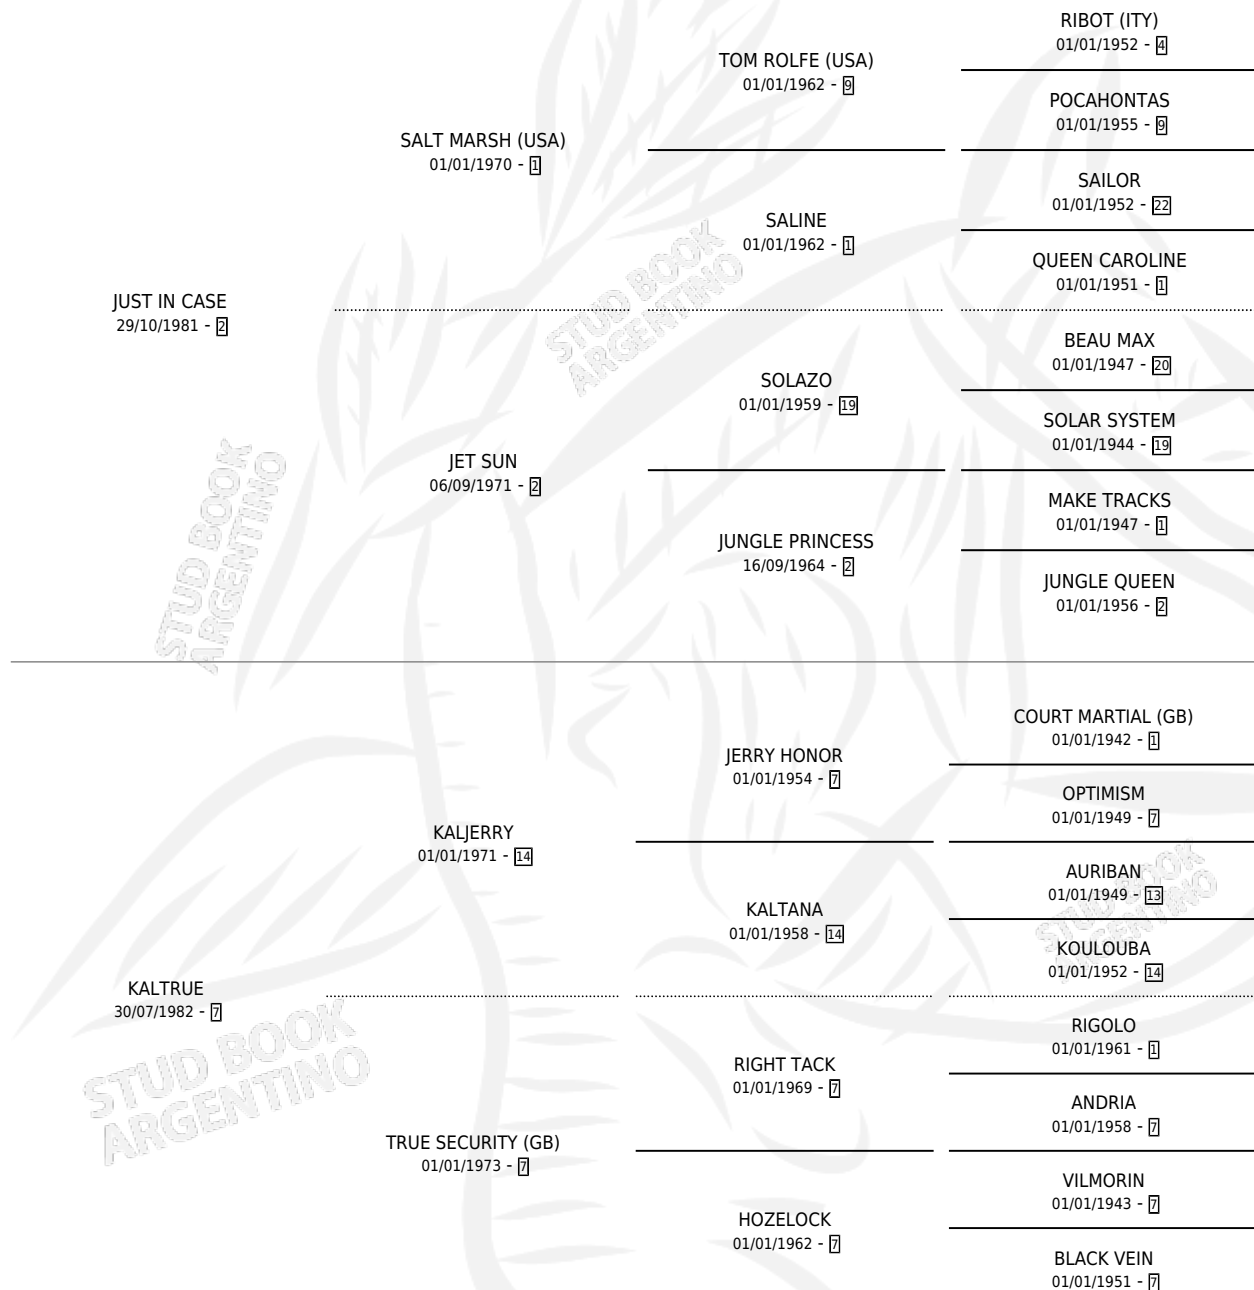 RIBOT (ITY)
01/01/1952 - 4
TOM ROLFE (USA)
01/01/1962 - 9
POCAHONTAS
01/01/1955 - 9
SALT MARSH (USA)
01/01/1970 - 1
SAILOR
01/01/1952 - 22
SALINE
01/01/1962 - 1
QUEEN CAROLINE
01/01/1951 - 1
JUST IN CASE
29/10/1981 - 2
BEAU MAX
01/01/1947 - 20
SOLAZO
01/01/1959 - 19
SOLAR SYSTEM
01/01/1944 - 19
JET SUN
06/09/1971 - 2
MAKE TRACKS
01/01/1947 - 1
JUNGLE PRINCESS
16/09/1964 - 2
JUNGLE QUEEN
01/01/1956 - 2
COURT MARTIAL (GB)
01/01/1942 - 1
JERRY HONOR
01/01/1954 - 7
OPTIMISM
01/01/1949 - 7
KALJERRY
01/01/1971 - 14
AURIBAN
01/01/1949 - 13
KALTANA
01/01/1958 - 14
KOULOUBA
01/01/1952 - 14
KALTRUE
30/07/1982 - 7
RIGOLO
01/01/1961 - 1
RIGHT TACK
01/01/1969 - 7
ANDRIA
01/01/1958 - 7
TRUE SECURITY (GB)
01/01/1973 - 7
VILMORIN
01/01/1943 - 7
HOZELOCK
01/01/1962 - 7
BLACK VEIN
01/01/1951 - 7
STUD BOOK
ARGENTINO
STUD BOOK
ARGENTINO
STUD BOOK
ARGENTINO
STUD BOOK
ARGENTINO